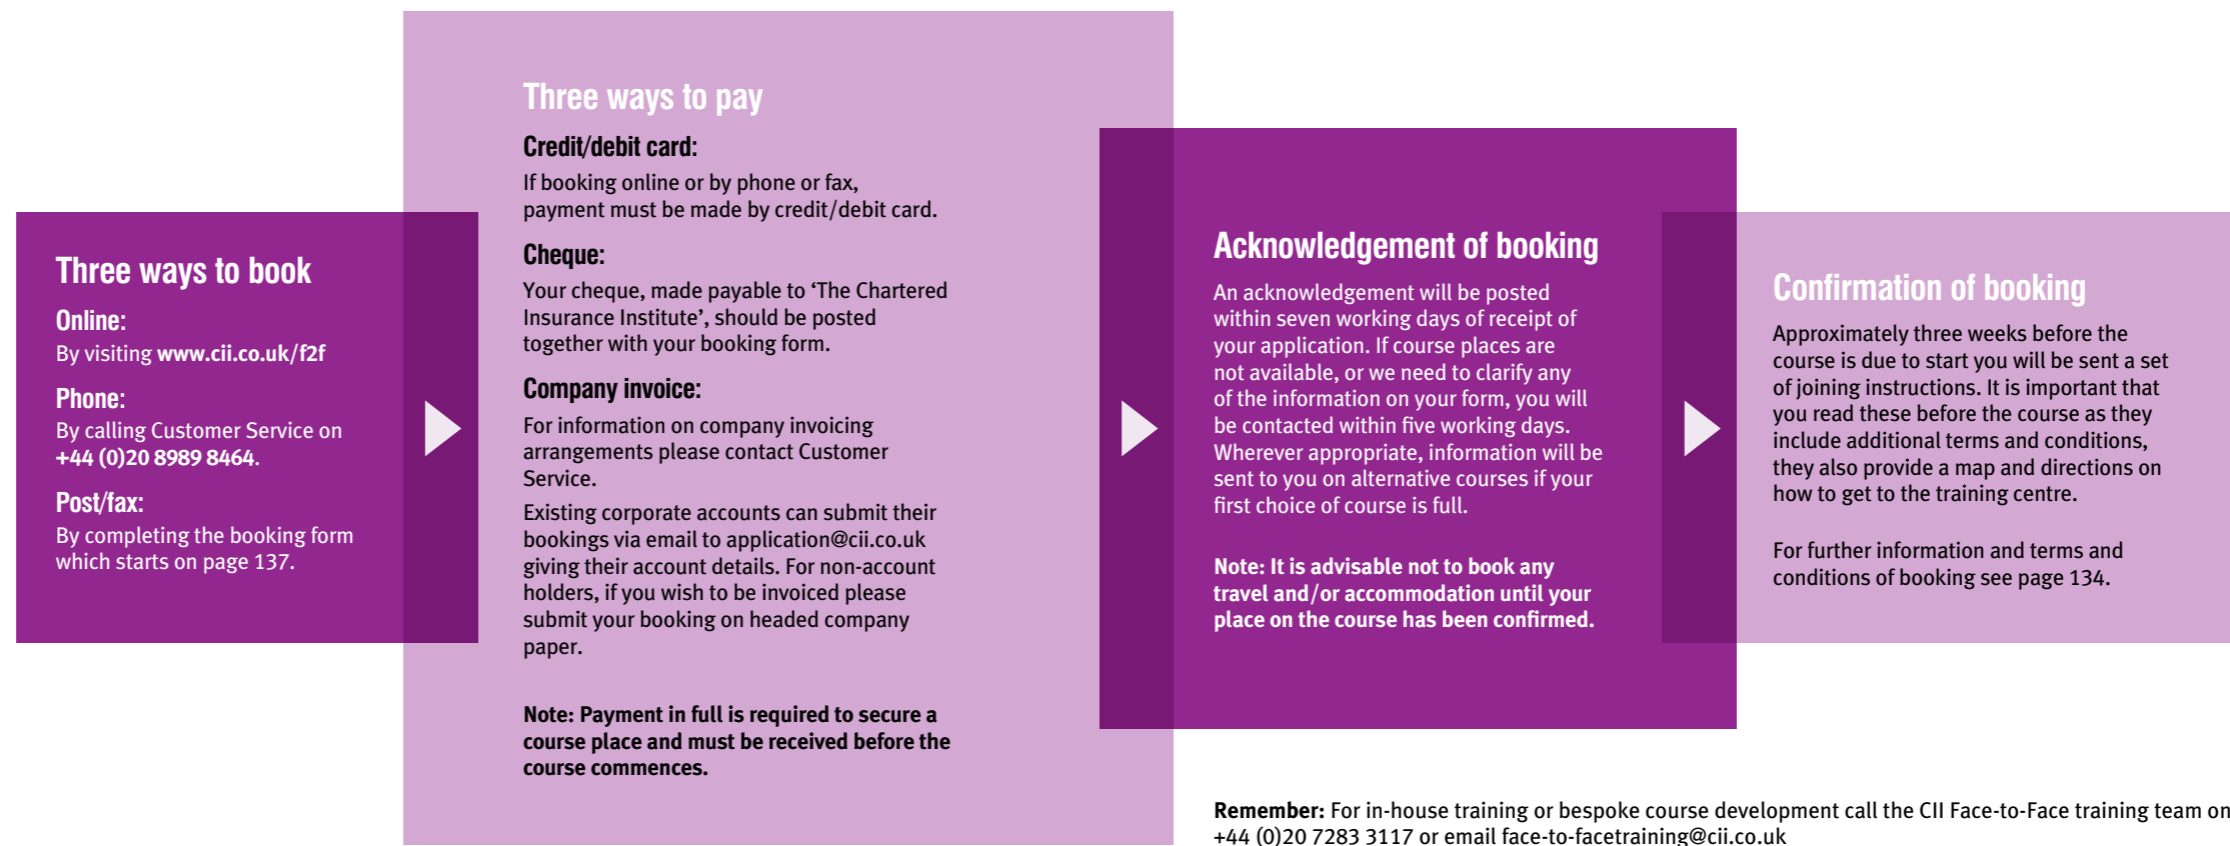 Three ways to book
Online:
By visiting www.cii.co.uk/f2f
Phone:
By calling Customer Service on
+44 (0)20 8989 8464.
Post/fax:
By completing the booking form
which starts on page 137.
Three ways to pay
Credit/debit card:
If booking online or by phone or fax,
payment must be made by credit/debit card.
Cheque:
Your cheque, made payable to ‘The Chartered
Insurance Institute’, should be posted
together with your booking form.
Company invoice:
For information on company invoicing
arrangements please contact Customer
Service.
Existing corporate accounts can submit their
bookings via email to application@cii.co.uk
giving their account details. For non-account
holders, if you wish to be invoiced please
submit your booking on headed company
paper.
Note: Payment in full is required to secure a
course place and must be received before the
course commences.
Acknowledgement of booking
An acknowledgement will be posted
within seven working days of receipt of
your application. If course places are
not available, or we need to clarify any
of the information on your form, you will
be contacted within five working days.
Wherever appropriate, information will be
sent to you on alternative courses if your
first choice of course is full.
Note: It is advisable not to book any
travel and/or accommodation until your
place on the course has been confirmed.
Confirmation of booking
Approximately three weeks before the
course is due to start you will be sent a set
of joining instructions. It is important that
you read these before the course as they
include additional terms and conditions,
they also provide a map and directions on
how to get to the training centre.
For further information and terms and
conditions of booking see page 134.
Remember: For in-house training or bespoke course development call the CII Face-to-Face training team on
+44 (0)20 7283 3117 or email face-to-facetraining@cii.co.uk